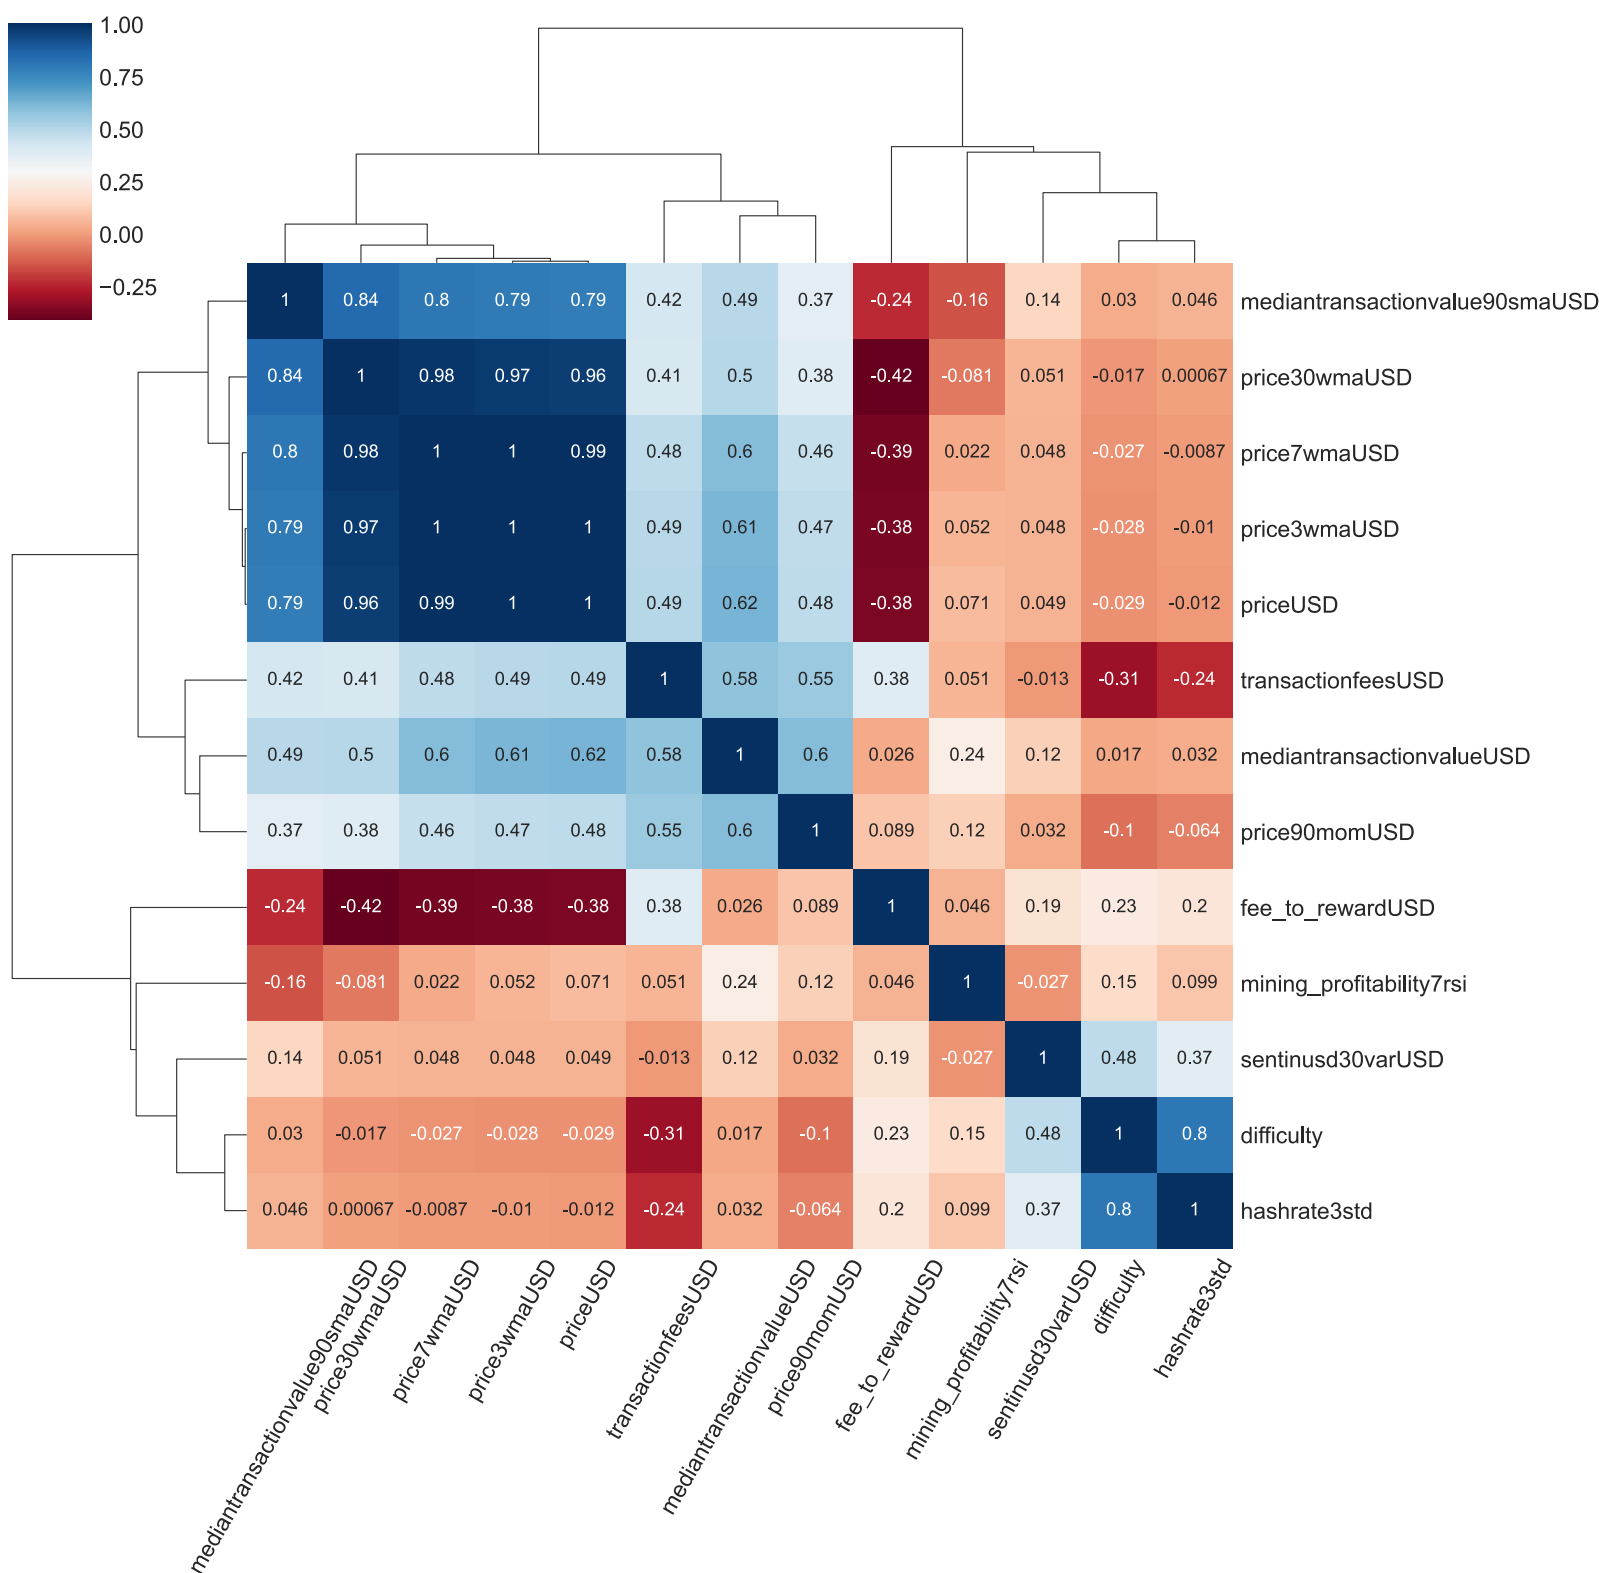 1.00
0.75
0.50
0.25
0.00
−0.25
1 0.84 0.8 0.79 0.79 0.42 0.49 0.37 -0.24 -0.16 0.14 0.03 0.046 mediantransactionvalue90smaUSD
0.84 1 0.98 0.97 0.96 0.41 0.5 0.38 -0.42 -0.081 0.051 -0.017 0.00067 price30wmaUSD
0.8 0.98 1 1 0.99 0.48 0.6 0.46 -0.39 0.022 0.048 -0.027 -0.0087 price7wmaUSD
0.79 0.97 1 1 1 0.49 0.61 0.47 -0.38 0.052 0.048 -0.028 -0.01 price3wmaUSD
0.79 0.96 0.99 1 1 0.49 0.62 0.48 -0.38 0.071 0.049 -0.029 -0.012 priceUSD
0.42 0.41 0.48 0.49 0.49 1 0.58 0.55 0.38 0.051 -0.013 -0.31 -0.24 transactionfeesUSD
0.49 0.5 0.6 0.61 0.62 0.58 1 0.6 0.026 0.24 0.12 0.017 0.032 mediantransactionvalueUSD
0.37 0.38 0.46 0.47 0.48 0.55 0.6 1 0.089 0.12 0.032 -0.1 -0.064 price90momUSD
-0.24 -0.42 -0.39 -0.38 -0.38 0.38 0.026 0.089 1 0.046 0.19 0.23 0.2 fee_to_rewardUSD
-0.16 -0.081 0.022 0.052 0.071 0.051 0.24 0.12 0.046 1 -0.027 0.15 0.099 mining_profitability7rsi
0.14 0.051 0.048 0.048 0.049 -0.013 0.12 0.032 0.19 -0.027 1 0.48 0.37 sentinusd30varUSD
0.03 -0.017 -0.027 -0.028 -0.029 -0.31 0.017 -0.1 0.23 0.15 0.48 1 0.8 difficulty
0.046 0.00067 -0.0087 -0.01 -0.012 -0.24 0.032 -0.064 0.2 0.099 0.37 0.8 1 hashrate3std
mediantransactionvalue90smaUSD
price30wmaUSD
price7wmaUSD
price3wmaUSD
priceUSD
transactionfeesUSD
mediantransactionvalueUSD
price90momUSD
fee_to_rewardUSD
mining_profitability7rsi
sentinusd30varUSD
difficulty
hashrate3std